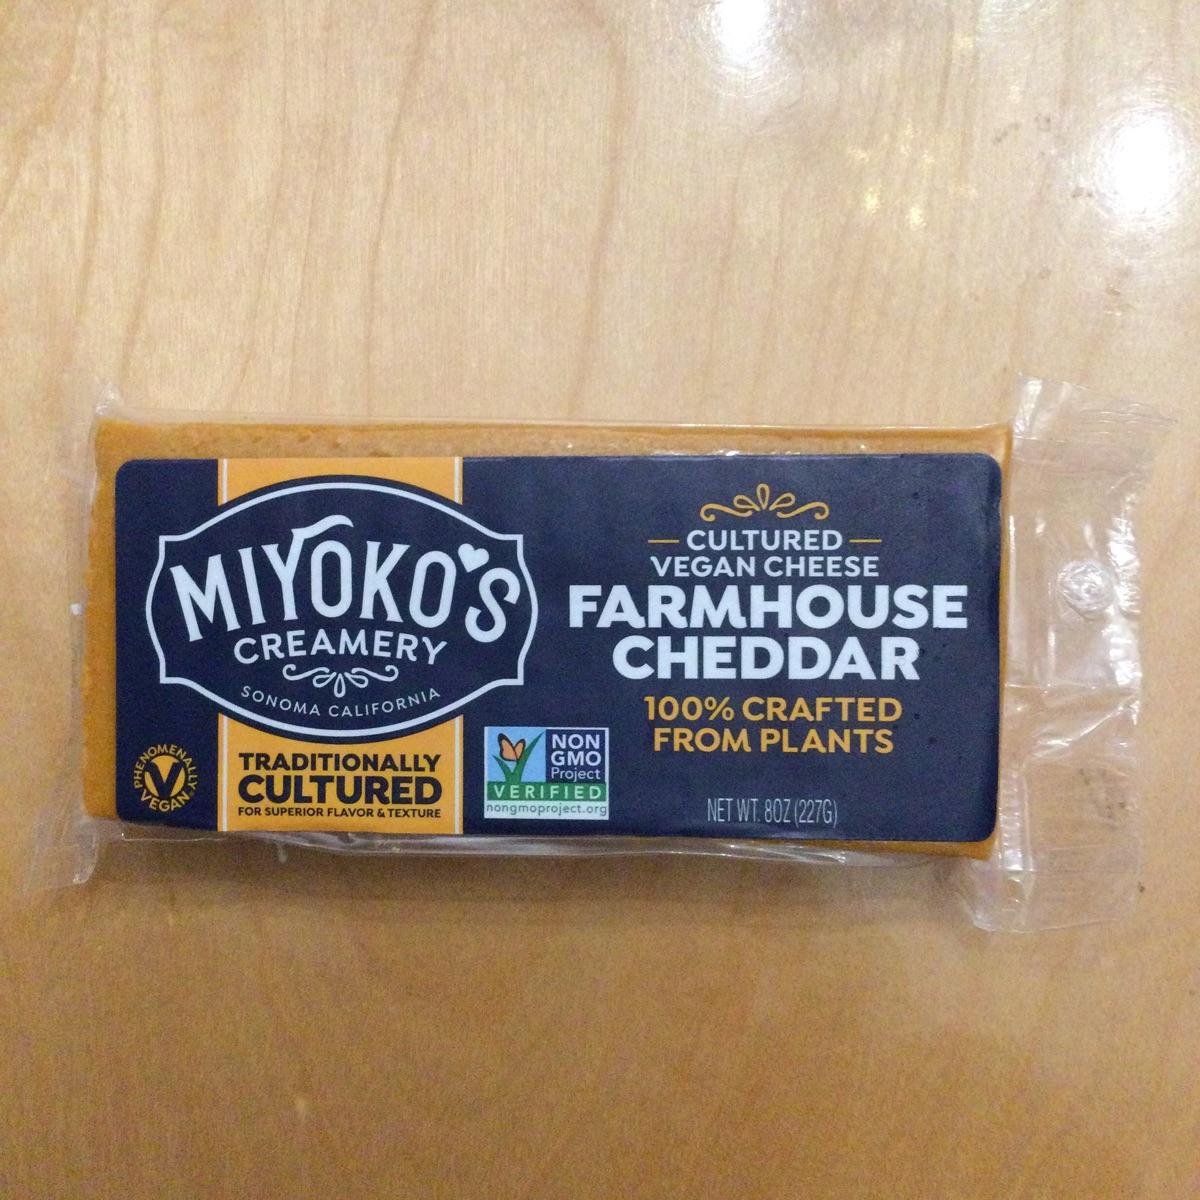 MIYOKO'S
CREAMERY
SONOMA CALIFORNIA
PHENOMENALLY
V
VEGAN
TRADITIONALLY
CULTURED
FOR SUPERIOR FLAVOR & TEXTURE
NON
GMO
Project
VERIFIED
nongmoproject.org
CULTURED
VEGAN CHEESE
FARMHOUSE
CHEDDAR
100% CRAFTED
FROM PLANTS
NET WT. 8OZ (227G)